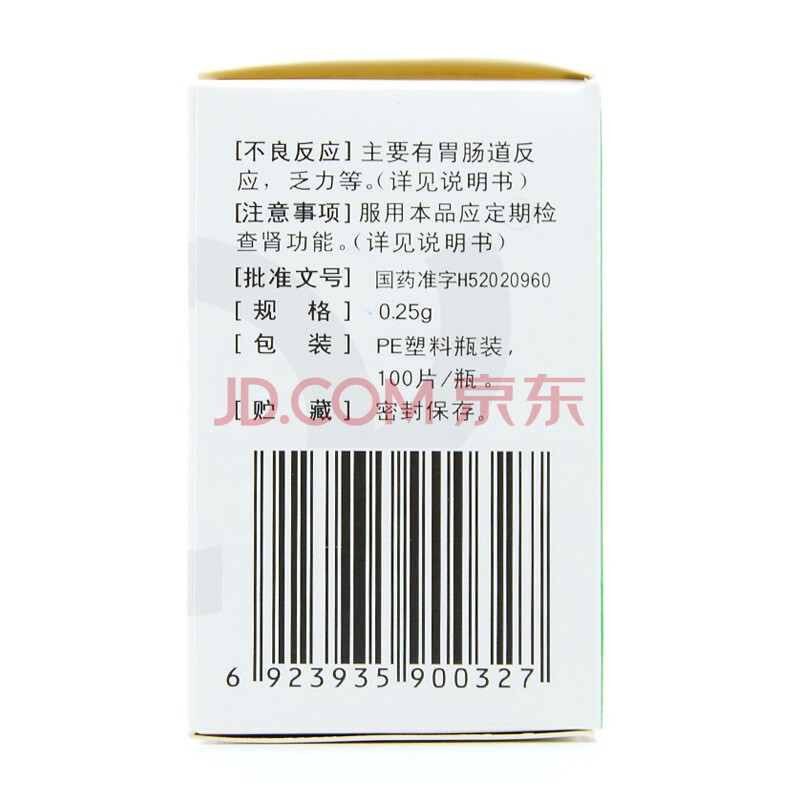 [不良反应] 主要有胃肠道反
应，乏力等。(详见说明书)
[注意事项] 服用本品应定期检
查肾功能。(详见说明书)
[批准文号] 国药准字H52020960
[规 格] 0.25g
[包 装] PE塑料瓶装，
100片/瓶。
JD.COM 京东
[贮 藏] 密封保存。
6 923935 900327